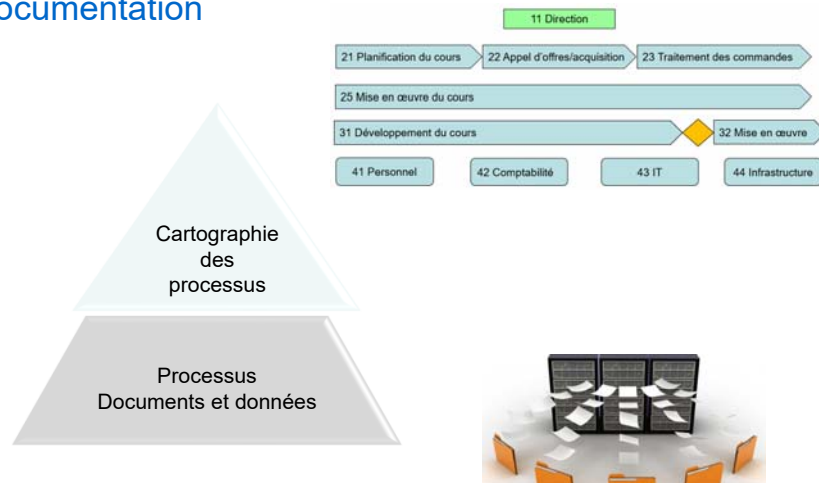 ocumentation
11 Direction
21 Planification du cours
22 Appel d'offres/acquisition
23 Traitement des commandes
25 Mise en œuvre du cours
31 Développement du cours
32 Mise en œuvre
41 Personnel
42 Comptabilité
43 IT
44 Infrastructure
Cartographie
des
processus
Processus
Documents et données